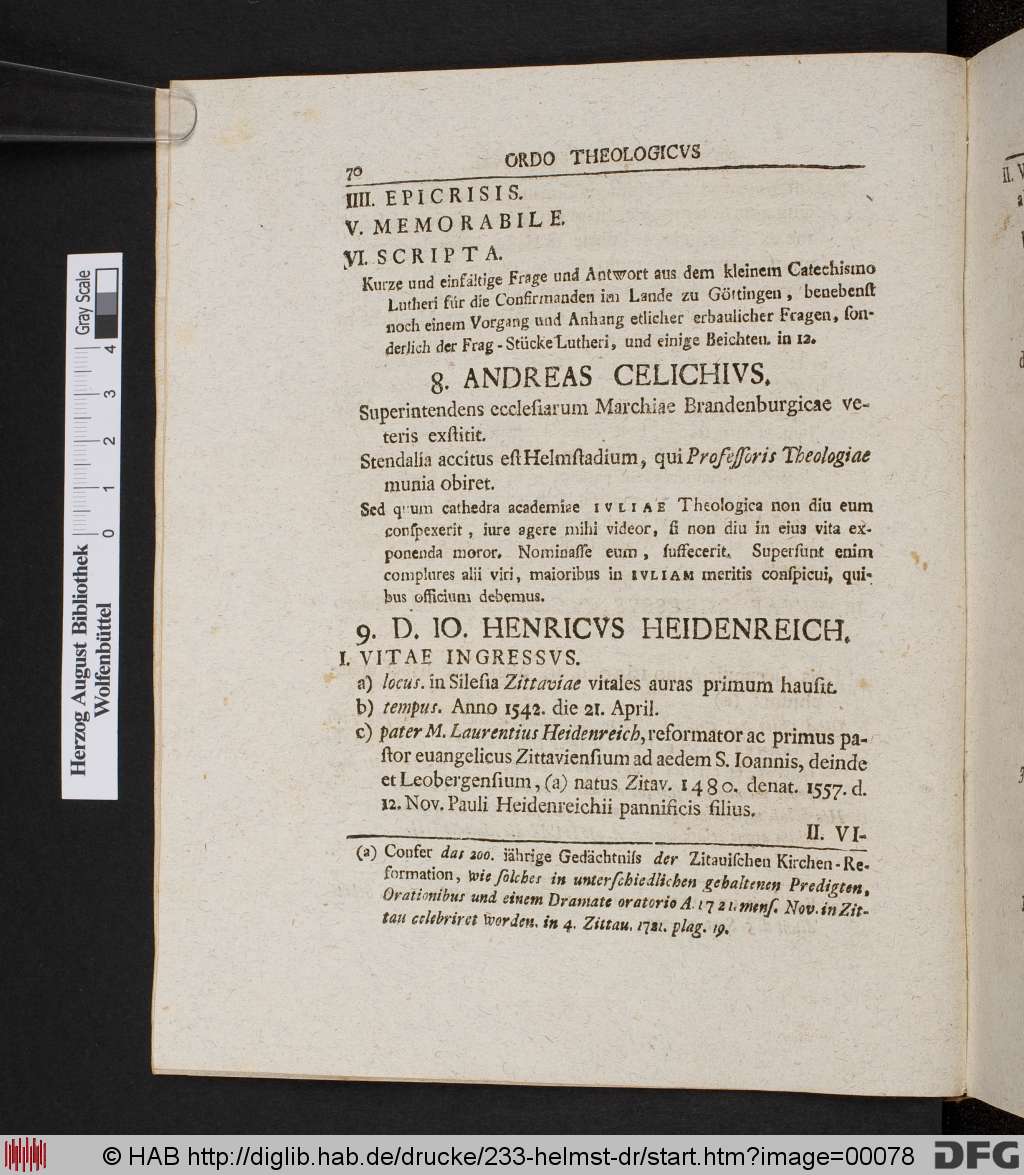 70 ORDO THEOLOGICVS
IIII. EPICRISIS.
V. MEMORABILE.
VI. SCRIPTA.
Kurze und einfältige Frage und Antwort aus dem kleinem Catechismo
Lutheri für die Confirmanden im Lande zu Göttingen, benebenſt
noch einem Vorgang und Anhang etlicher erbaulicher Fragen, ſon-
derlich der Frag-Stücke Lutheri, und einige Beichten. in 12.
8. ANDREAS CELICHIVS.
Superintendens eccleſiarum Marchiae Brandenburgicae ve-
teris exſtitit.
Stendalia accitus eſt Helmſtadium, qui Profeſſoris Theologiae
munia obiret.
Sed quum cathedra academiae IVLIAE Theologica non diu eum
conſpexerit, iure agere mihi videor, ſi non diu in eius vita ex-
ponenda moror. Nominaſſe eum, ſuffecerit. Superſunt enim
complures alii viri, maioribus in IVLIAM meritis conſpicui, qui-
bus officium debemus.
9. D. IO. HENRICVS HEIDENREICH.
I. VITAE INGRESSVS.
a) locus. in Sileſia Zittaviae vitales auras primum hauſit.
b) tempus. Anno 1542. die 21. April.
c) pater M. Laurentius Heidenreich, reformator ac primus pa-
ſtor euangelicus Zittavienſium ad aedem S. Ioannis, deinde
et Leobergenſium, (a) natus Zitav. 1480. denat. 1557. d.
12. Nov. Pauli Heidenreichii pannificis filius.
II. VI-
(a) Confer das 200. jährige Gedächtniſs der Zitauiſchen Kirchen-Re-
formation, wie ſolches in unterſchiedlichen gehaltenen Predigten,
Orationibus und einem Dramate oratorio A. 1721. menſ. Nov. in Zit-
tau celebriret worden. in 4. Zittau. 1721. plag. 19.
Herzog August Bibliothek
Wolfenbüttel
Gray Scale
0 1 2 3 4
© HAB http://diglib.hab.de/drucke/233-helmst-dr/start.htm?image=00078
DFG